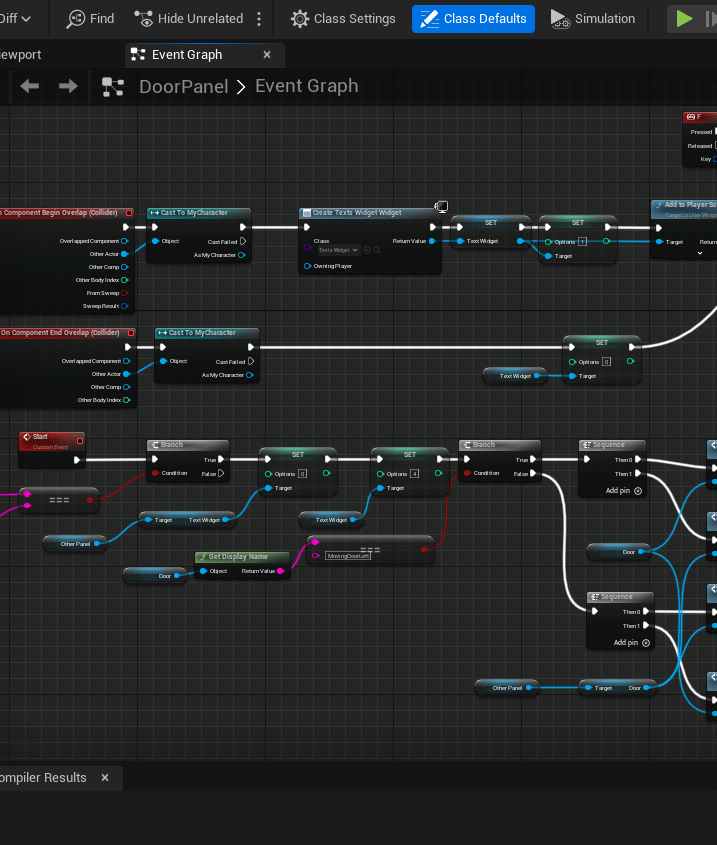 Diff
Find
Hide Unrelated
Class Settings
Class Defaults
Simulation
ewport
Event Graph
DoorPanel > Event Graph
F
Pressed
Released
Key
n Component Begin Overlap (Collider)
Overlapped Component
Other Actor
Other Comp
Other Body Index
From Sweep
Sweep Result
Cast To MyCharacter
Object
Cast Failed
As My Character
Create Texts Widget Widget
Class
Texts Widget
Return Value
Owning Player
SET
Text Widget
SET
Options 1
Target
Add to Player Sc
Target is User Widg
Target
Return
On Component End Overlap (Collider)
Overlapped Component
Other Actor
Other Comp
Other Body Index
Cast To MyCharacter
Object
Cast Failed
As My Character
Text Widget
SET
Options 0
Target
Start
Custom Event
===
Branch
True
Condition
False
SET
Options 0
Target
SET
Options 4
Target
Branch
True
Condition
False
Sequence
Then 0
Then 1
Add pin
Other Panel
Target
Text Widget
Text Widget
Door
Get Display Name
Object
Return Value
===
MovingDoorLeft
Door
Sequence
Then 0
Then 1
Add pin
Other Panel
Target
Door
ompiler Results